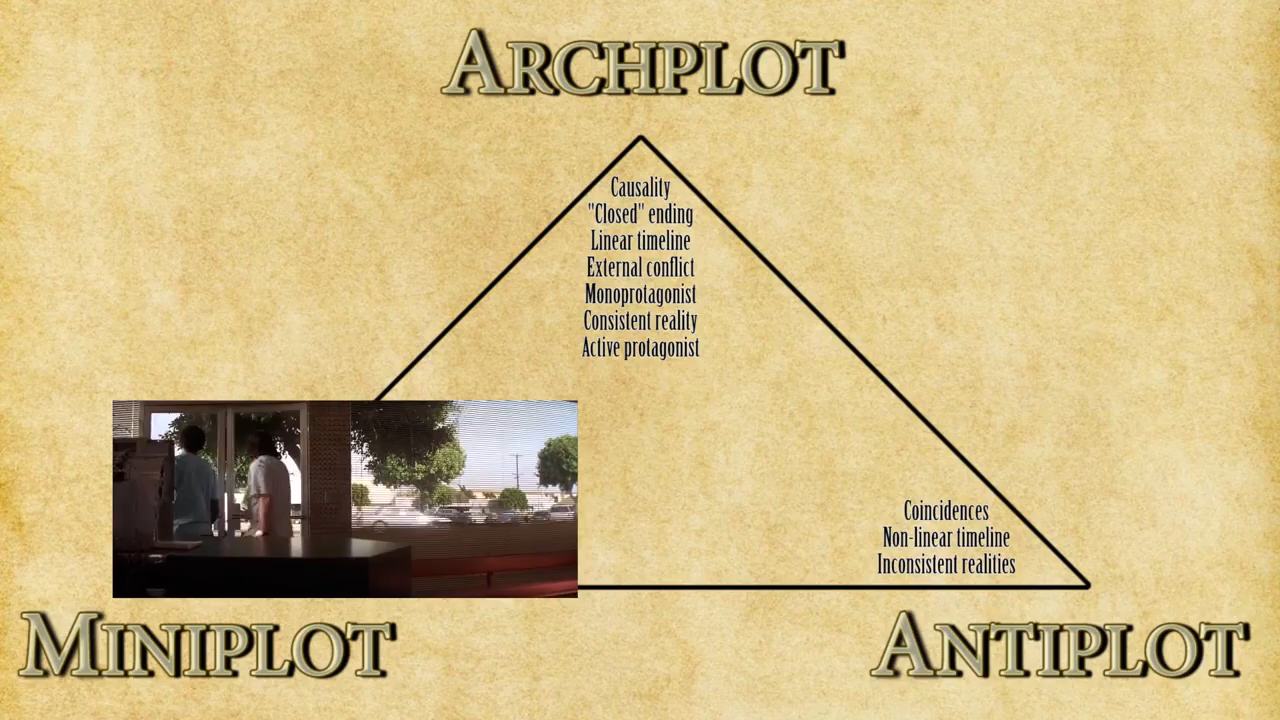 ARCHPLOT
Causality
"Closed" ending
Linear timeline
External conflict
Monoprotagonist
Consistent reality
Active protagonist
Coincidences
Non-linear timeline
Inconsistent realities
MINIPLOT
ANTIPLOT